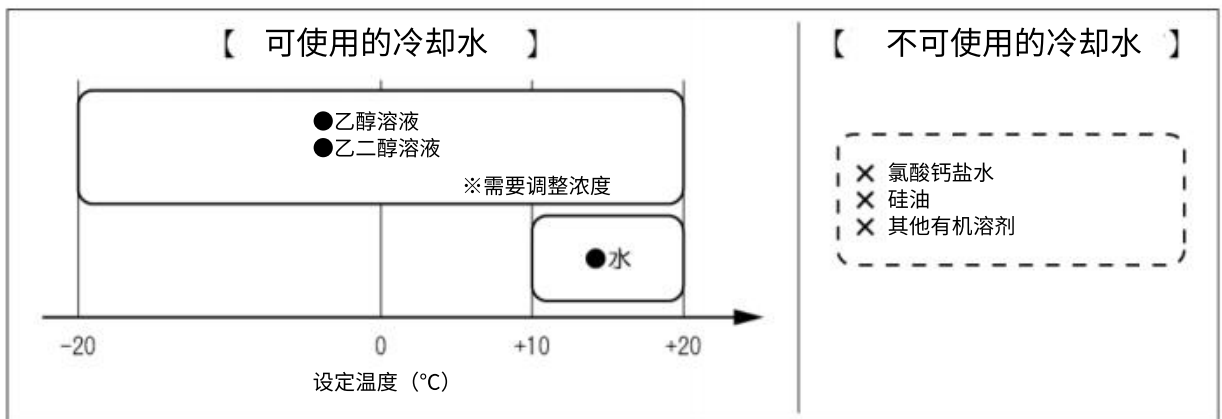 【 可使用的冷却水 】
●乙醇溶液
●乙二醇溶液
※需要调整浓度
●水
-20 0 +10 +20
设定温度（℃）
【 不可使用的冷却水 】
× 氯酸钙盐水
× 硅油
× 其他有机溶剂